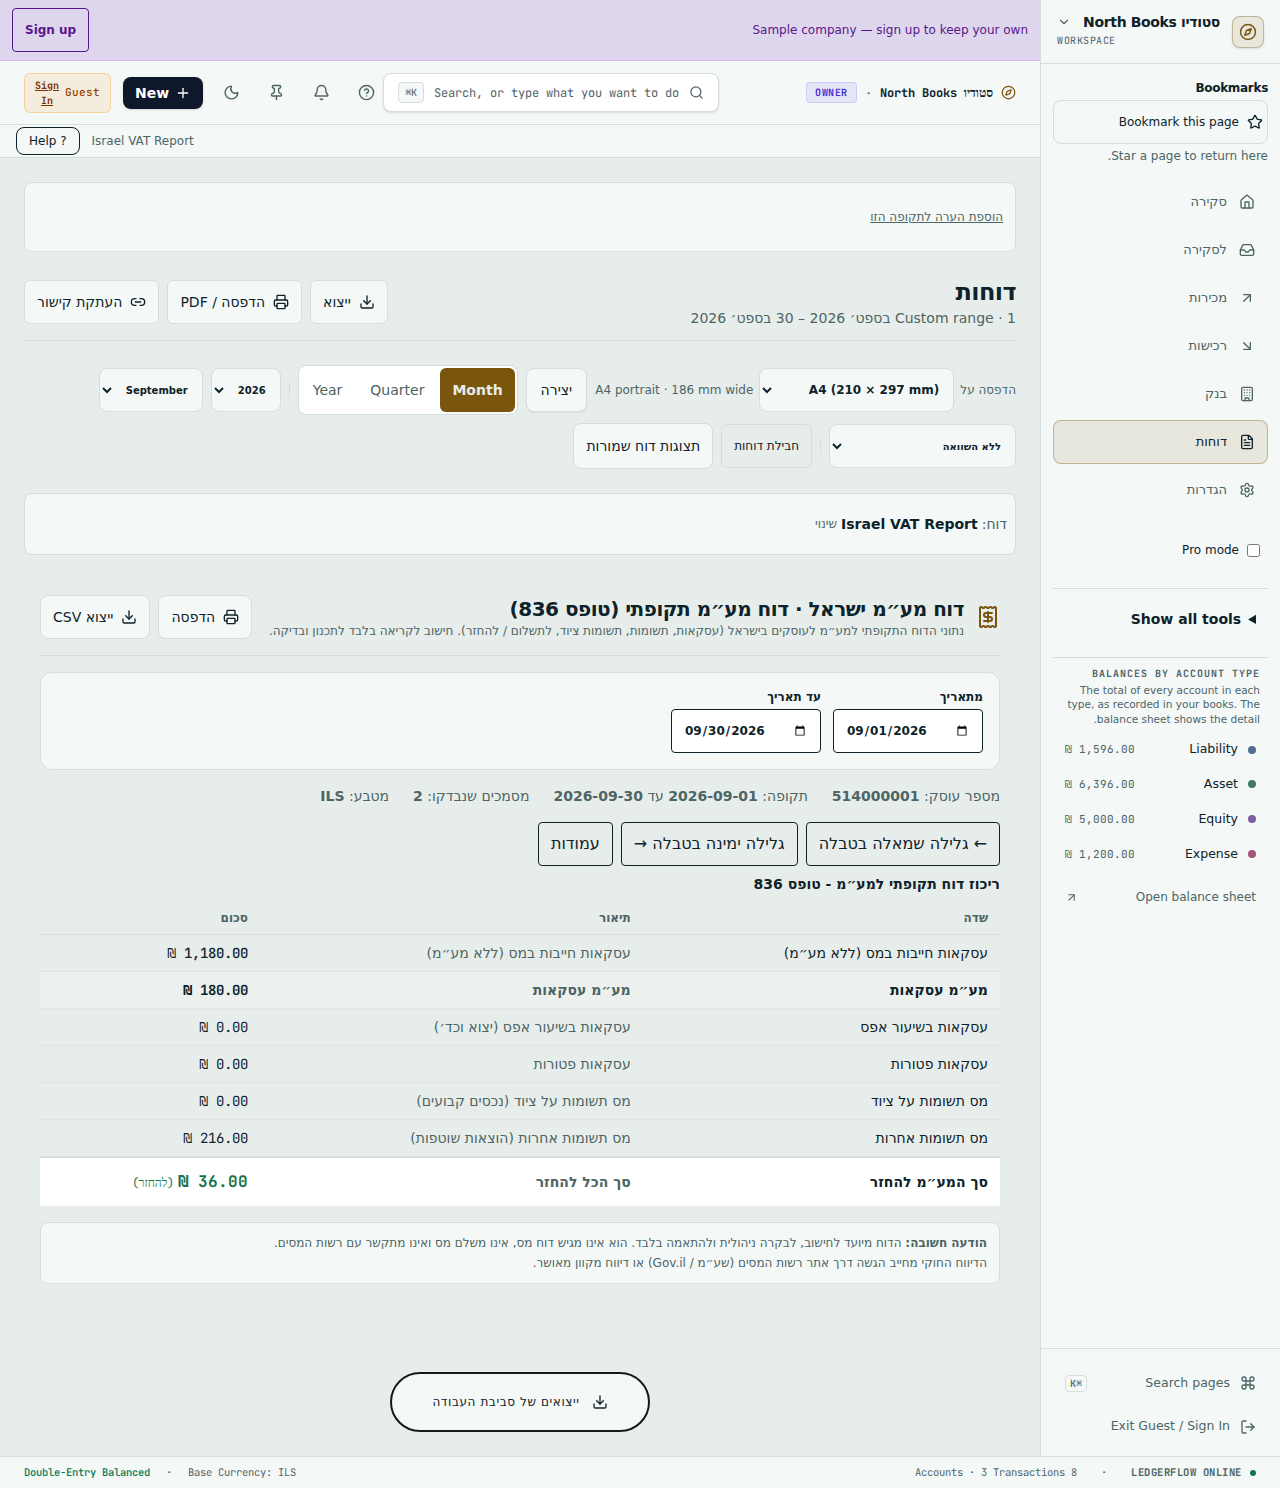 Sample company — sign up to keep your own
Sign up
North Books סטודיו
WORKSPACE
North Books סטודיו · OWNER
Search, or type what you want to do ⌘K
New
Guest Sign In
Israel VAT Report
Help ?
Bookmarks
Bookmark this page
.Star a page to return here
סקירה
לסקירה
מכירות
רכישות
בנק
דוחות
הגדרות
Pro mode
Show all tools
BALANCES BY ACCOUNT TYPE
The total of every account in each
type, as recorded in your books. The
.balance sheet shows the detail
Liability ₪ 1,596.00
Asset ₪ 6,396.00
Equity ₪ 5,000.00
Expense ₪ 1,200.00
Open balance sheet
Search pages K⌘
Exit Guest / Sign In
הוספת הערה לתקופה הזו
דוחות
Custom range · 1 בספט׳ 2026 – 30 בספט׳ 2026
ייצוא
הדפסה / PDF
העתקת קישור
הדפסה על
A4 (210 × 297 mm)
A4 portrait · 186 mm wide
יצירה
Month
Quarter
Year
2026
September
ללא השוואה
חבילת דוחות
תצוגות דוח שמורות
דוח: Israel VAT Report שינוי
דוח מע״מ ישראל · דוח מע״מ תקופתי (טופס 836)
נתוני הדוח התקופתי למע״מ לעוסקים בישראל (עסקאות, תשומות, תשומות ציוד, לתשלום / להחזר). חישוב לקריאה בלבד לתכנון ובדיקה.
הדפסה
ייצוא CSV
מתאריך
09/01/2026
עד תאריך
09/30/2026
מספר עוסק: 514000001
תקופה: 2026-09-01 עד 2026-09-30
מסמכים שנבדקו: 2
מטבע: ILS
← גלילה שמאלה בטבלה
גלילה ימינה בטבלה →
עמודות
ריכוז דוח תקופתי למע״מ - טופס 836
שדה תיאור סכום
עסקאות חייבות במס (ללא מע״מ) עסקאות חייבות במס (ללא מע״מ) ₪ 1,180.00
מע״מ עסקאות מע״מ עסקאות ₪ 180.00
עסקאות בשיעור אפס עסקאות בשיעור אפס (יצוא וכד׳) ₪ 0.00
עסקאות פטורות עסקאות פטורות ₪ 0.00
מס תשומות על ציוד מס תשומות על ציוד (נכסים קבועים) ₪ 0.00
מס תשומות אחרות מס תשומות אחרות (הוצאות שוטפות) ₪ 216.00
סך המע״מ להחזר סך הכל להחזר ₪ 36.00 (להחזר)
הודעה חשובה: הדוח מיועד לחישוב, לבקרה ניהולית ולהתאמה בלבד. הוא אינו מגיש דוח מס, אינו משלם מס ואינו מתקשר עם רשות המסים.
הדיווח החוקי מחייב הגשה דרך אתר רשות המסים (שע״מ / Gov.il) או דיווח מקוון מאושר.
ייצואים של סביבת העבודה
LEDGERFLOW ONLINE · Accounts · 3 Transactions 8
Base Currency: ILS · Double-Entry Balanced